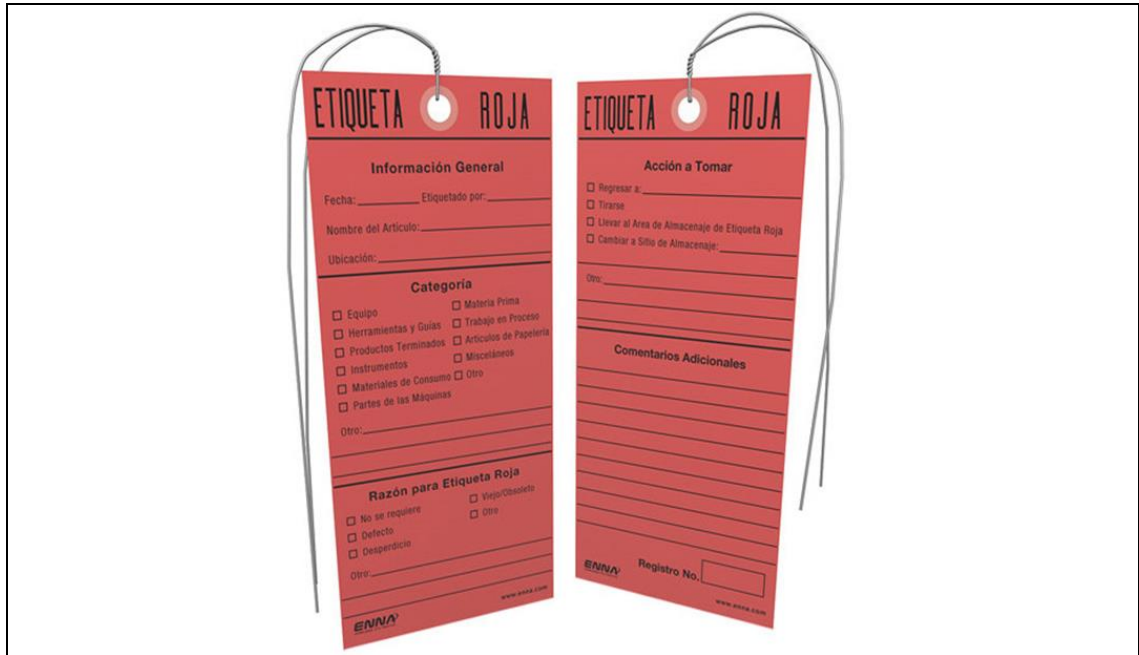 ETIQUETA ROJA
Información General
Fecha: Etiquetado por:
Nombre del Artículo:
Ubicación:
Categoría
Equipo
Herramientas y Guías
Productos Terminados
Instrumentos
Materiales de Consumo
Partes de las Máquinas
Materia Prima
Trabajo en Proceso
Artículos de Papelería
Misceláneos
Otro
Otro:
Razón para Etiqueta Roja
No se requiere
Defecto
Desperdicio
Viejo/Obsoleto
Otro
Otro:
ENNA
www.enna.com
ETIQUETA ROJA
Acción a Tomar
Regresar a:
Tirarse
Llevar al Area de Almacenaje de Etiqueta Roja
Cambiar a Sitio de Almacenaje:
Otro:
Comentarios Adicionales
Registro No.
ENNA
www.enna.com